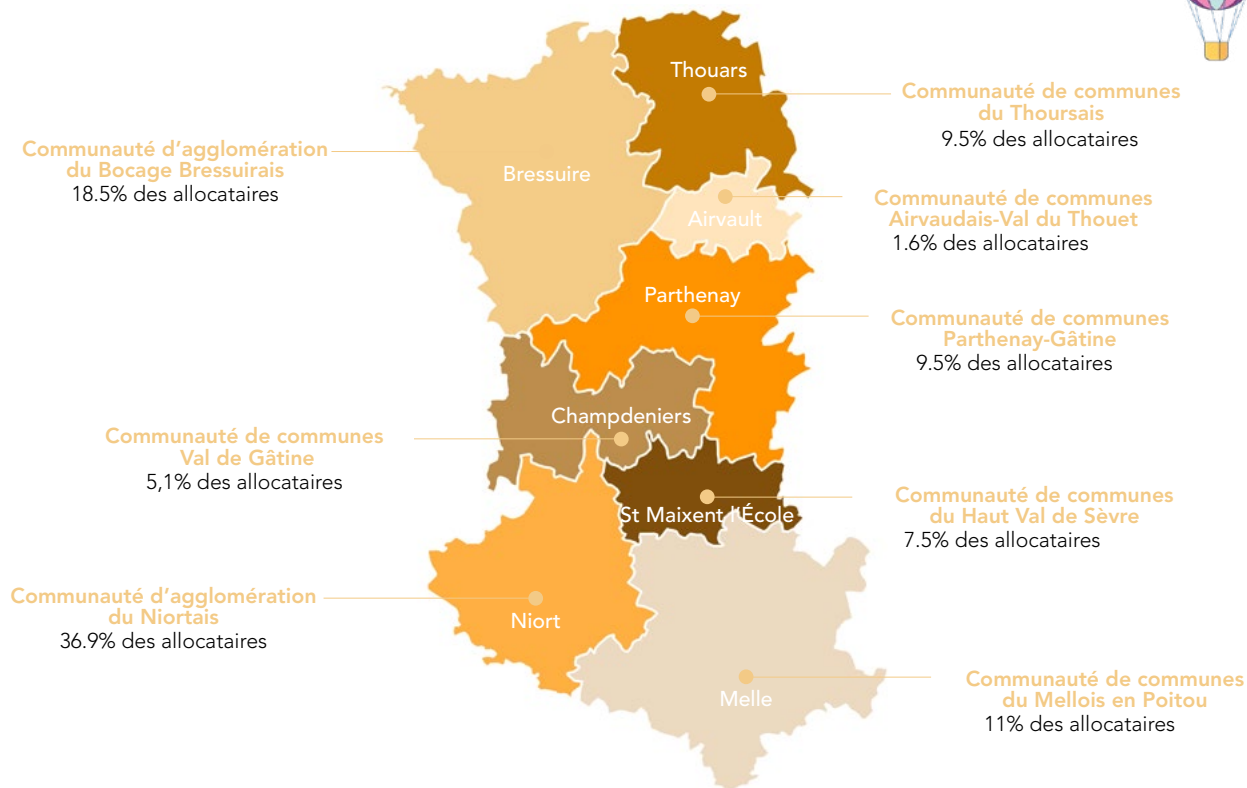 Thouars
Communauté de communes
du Thoursais
9.5% des allocataires
Communauté d'agglomération
du Bocage Bressuirais
18.5% des allocataires
Bressuire
Communauté de communes
Airvaudais-Val du Thouet
1.6% des allocataires
Airvault
Parthenay
Communauté de communes
Parthenay-Gâtine
9.5% des allocataires
Champdeniers
Communauté de communes
Val de Gâtine
5,1% des allocataires
St Maixent l'École
Communauté de communes
du Haut Val de Sèvre
7.5% des allocataires
Communauté d'agglomération
du Niortais
36.9% des allocataires
Niort
Melle
Communauté de communes
du Mellois en Poitou
11% des allocataires